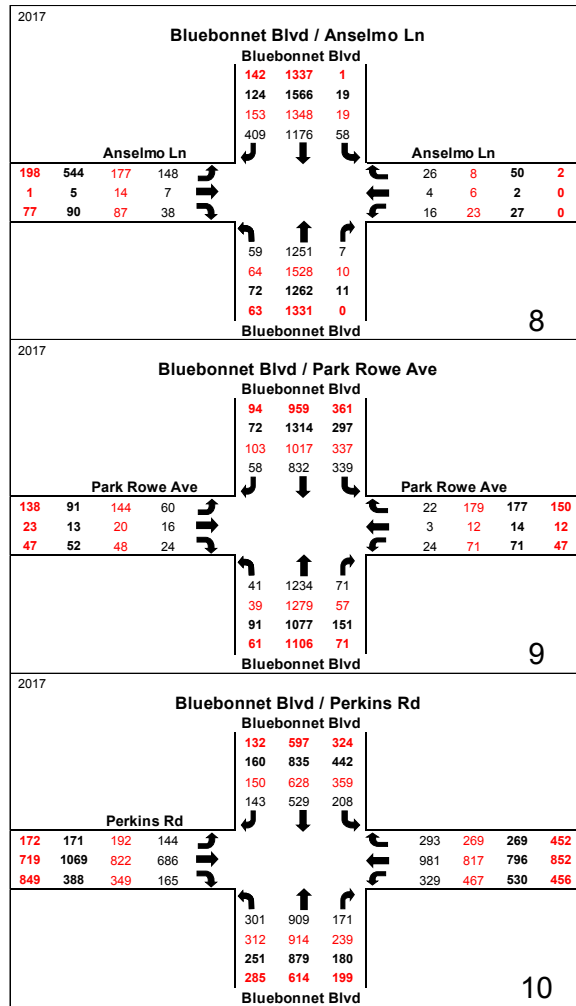 2017
Bluebonnet Blvd / Anselmo Ln
Bluebonnet Blvd
142 1337 1
124 1566 19
153 1348 19
409 1176 58
Anselmo Ln Anselmo Ln
198 544 177 148 26 8 50 2
1 5 14 7 4 6 2 0
77 90 87 38 16 23 27 0
59 1251 7
64 1528 10
72 1262 11
63 1331 0
Bluebonnet Blvd
8
2017
Bluebonnet Blvd / Park Rowe Ave
Bluebonnet Blvd
94 959 361
72 1314 297
103 1017 337
58 832 339
Park Rowe Ave Park Rowe Ave
138 91 144 60 22 179 177 150
23 13 20 16 3 12 14 12
47 52 48 24 24 71 71 47
41 1234 71
39 1279 57
91 1077 151
61 1106 71
Bluebonnet Blvd
9
2017
Bluebonnet Blvd / Perkins Rd
Bluebonnet Blvd
132 597 324
160 835 442
150 628 359
143 529 208
Perkins Rd
172 171 192 144 293 269 269 452
719 1069 822 686 981 817 796 852
849 388 349 165 329 467 530 456
301 909 171
312 914 239
251 879 180
285 614 199
Bluebonnet Blvd
10